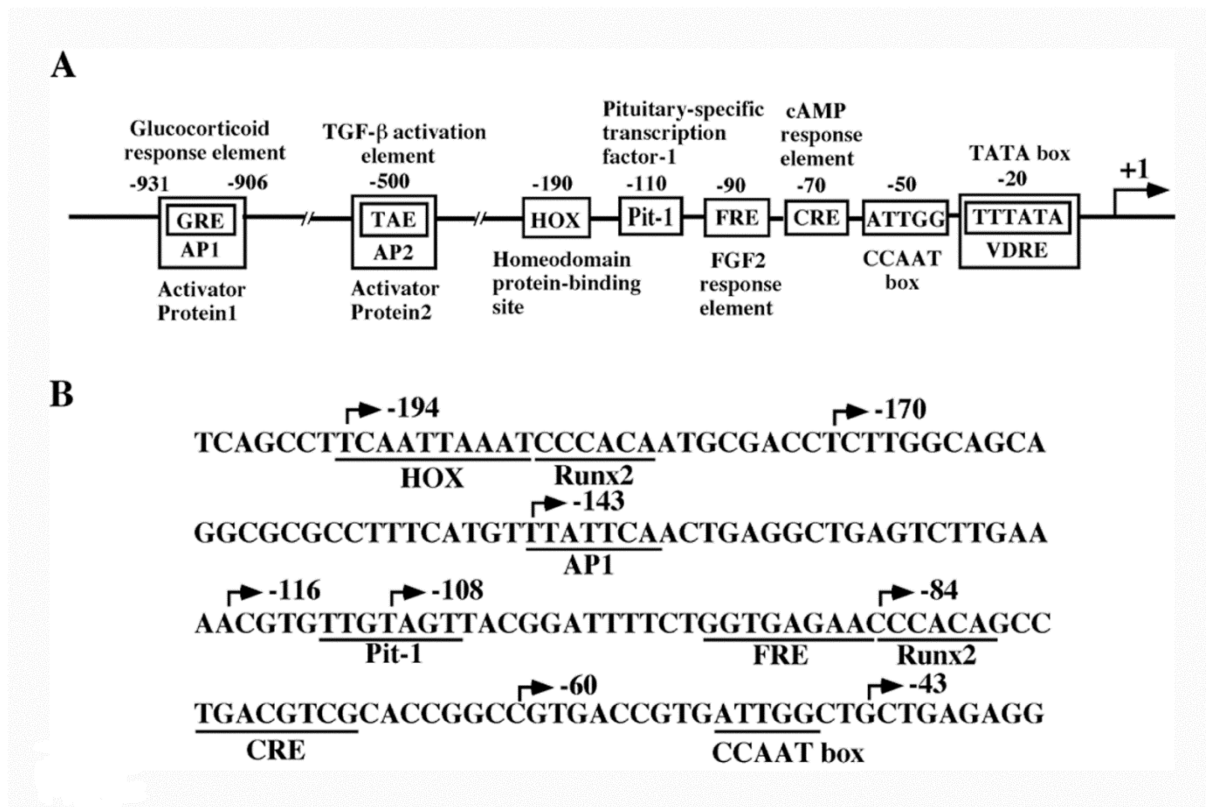 A
Glucocorticoid
response element
-931 -906
GRE
AP1
Activator
Protein1
TGF-β activation
element
-500
TAE
AP2
Activator
Protein2
-190
HOX
Homeodomain
protein-binding
site
Pituitary-specific
transcription
factor-1
-110
Pit-1
-90
FRE
FGF2
response
element
cAMP
response
element
-70
CRE
-50
ATTGG
CCAAT
box
TATA box
-20
TTTATA
VDRE
+1
B
-194 -170
TCAGCCTTCAATTAAATCCCACAATGCGACCTCTTGGCAGCA
HOX Runx2
-143
GGCGCGCCTTTCATGTTTATTCAACTGAGGCTGAGTCTTGAA
AP1
-116 -108 -84
AACGTGTTGTAGTTACGGATTTTCTGGTGAGAACCCACAGCC
Pit-1 FRE Runx2
-60 -43
TGACGTCGCACCGGCCGTGACCGTGATTGGCTGCTGAGAGG
CRE CCAAT box